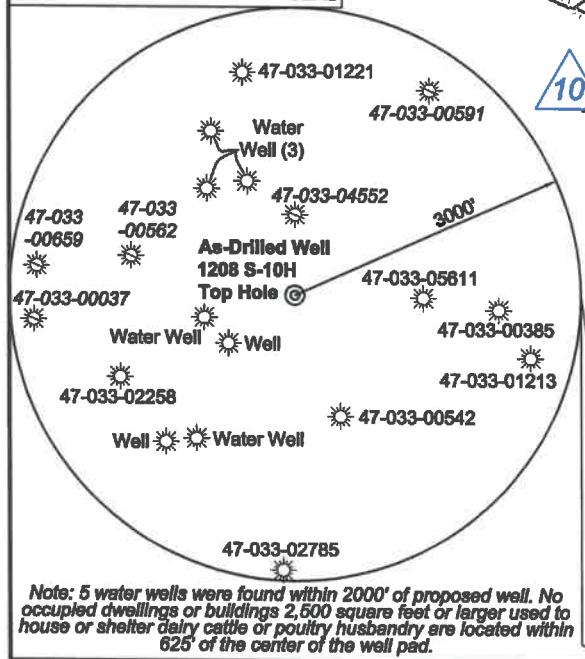 47-033-01221
10
47-033-00591
Water
Well (3)
47-033-04552
3000'
47-033
-00659
47-033
-00562
As-Drilled Well
1208 S-10H
Top Hole
47-033-05611
47-033-00037
47-033-00385
Water Well
Well
47-033-01213
47-033-02258
47-033-00542
Well
Water Well
47-033-02785
Note: 5 water wells were found within 2000' of proposed well. No
occupied dwellings or buildings 2,500 square feet or larger used to
house or shelter dairy cattle or poultry husbandry are located within
625' of the center of the well pad.